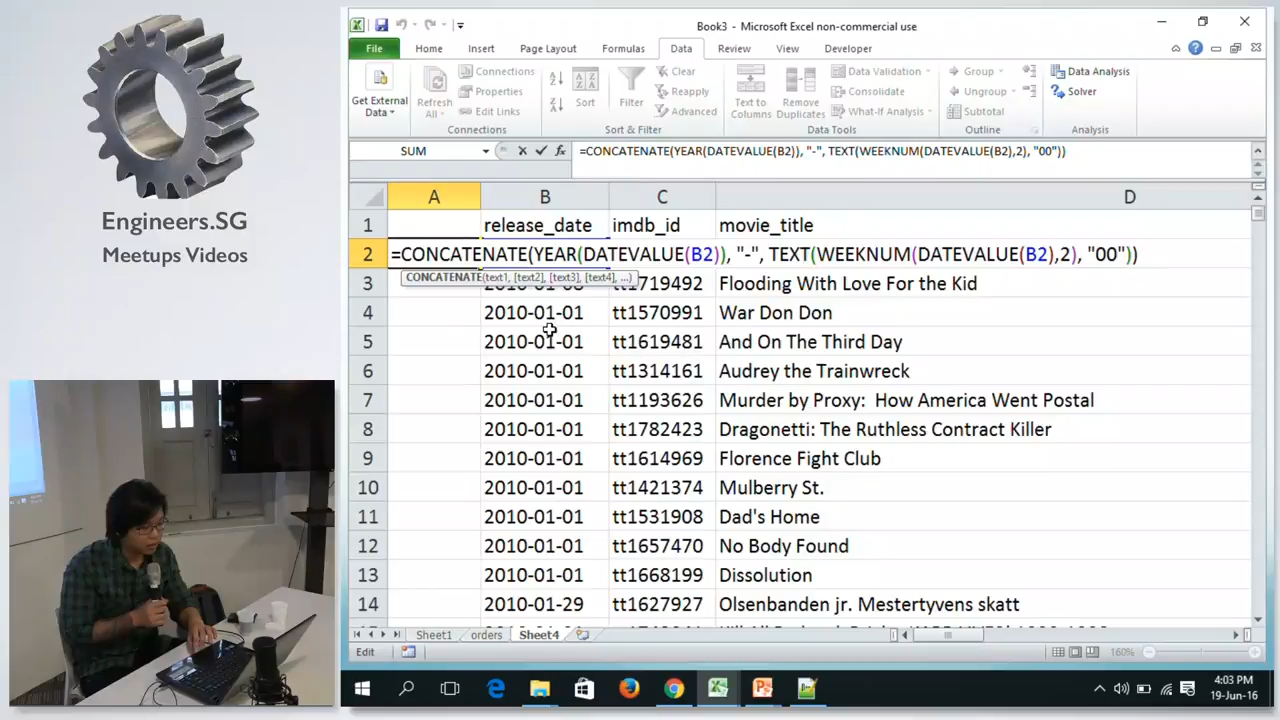 Engineers.SG
Meetups Videos
Book3 - Microsoft Excel non-commercial use
File Home Insert Page Layout Formulas Data Review View Developer
Get External Data
Refresh All
Connections
Properties
Edit Links
Connections
Sort
Filter
Clear
Reapply
Advanced
Sort & Filter
Text to Columns
Remove Duplicates
Data Validation
Consolidate
What-If Analysis
Data Tools
Group
Ungroup
Subtotal
Outline
Data Analysis
Solver
Analysis
SUM
=CONCATENATE(YEAR(DATEVALUE(B2)), "-", TEXT(WEEKNUM(DATEVALUE(B2),2), "00"))
A B C D
1 release_date imdb_id movie_title
2 =CONCATENATE(YEAR(DATEVALUE(B2)), "-", TEXT(WEEKNUM(DATEVALUE(B2),2), "00"))
CONCATENATE(text1, [text2], [text3], [text4], ...)
3 tt1719492 Flooding With Love For the Kid
4 2010-01-01 tt1570991 War Don Don
5 2010-01-01 tt1619481 And On The Third Day
6 2010-01-01 tt1314161 Audrey the Trainwreck
7 2010-01-01 tt1193626 Murder by Proxy: How America Went Postal
8 2010-01-01 tt1782423 Dragonetti: The Ruthless Contract Killer
9 2010-01-01 tt1614969 Florence Fight Club
10 2010-01-01 tt1421374 Mulberry St.
11 2010-01-01 tt1531908 Dad's Home
12 2010-01-01 tt1657470 No Body Found
13 2010-01-01 tt1668199 Dissolution
14 2010-01-29 tt1627927 Olsenbanden jr. Mestertyvens skatt
Sheet1 orders Sheet4
Edit
160%
4:03 PM
19-Jun-16